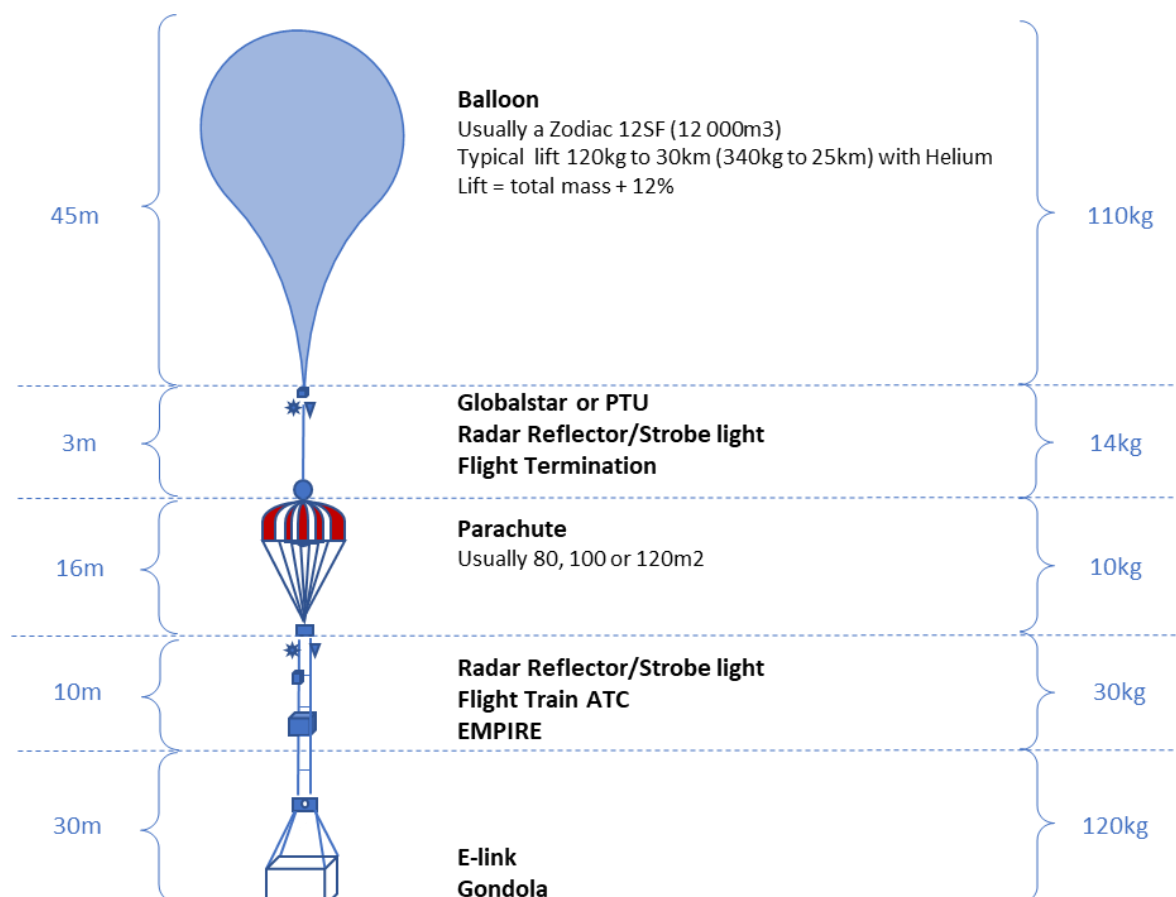 Balloon
Usually a Zodiac 12SF (12 000m3)
Typical lift 120kg to 30km (340kg to 25km) with Helium
Lift = total mass + 12%
45m
110kg
Globalstar or PTU
Radar Reflector/Strobe light
Flight Termination
3m
14kg
Parachute
Usually 80, 100 or 120m2
16m
10kg
Radar Reflector/Strobe light
Flight Train ATC
EMPIRE
10m
30kg
30m
120kg
E-link
Gondola